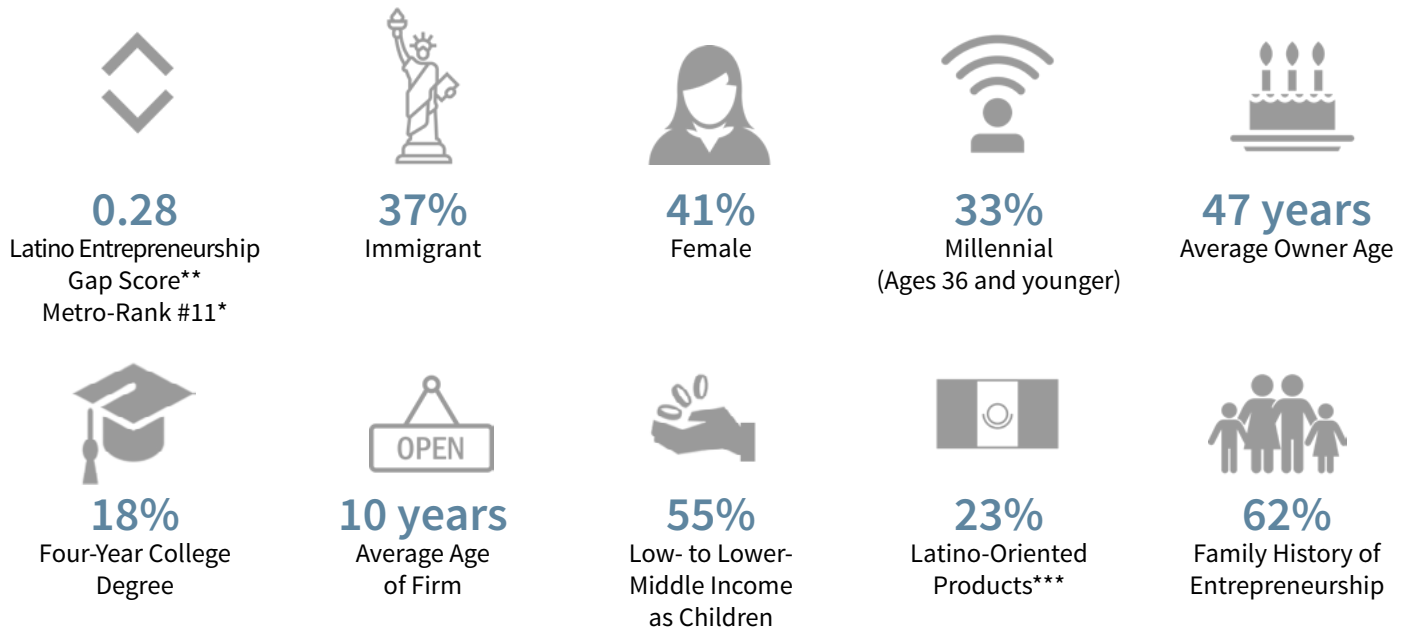 0.28
Latino Entrepreneurship
Gap Score**
Metro-Rank #11*
37%
Immigrant
41%
Female
33%
Millennial
(Ages 36 and younger)
47 years
Average Owner Age
18%
Four-Year College
Degree
OPEN
10 years
Average Age
of Firm
55%
Low- to Lower-
Middle Income
as Children
23%
Latino-Oriented
Products***
62%
Family History of
Entrepreneurship